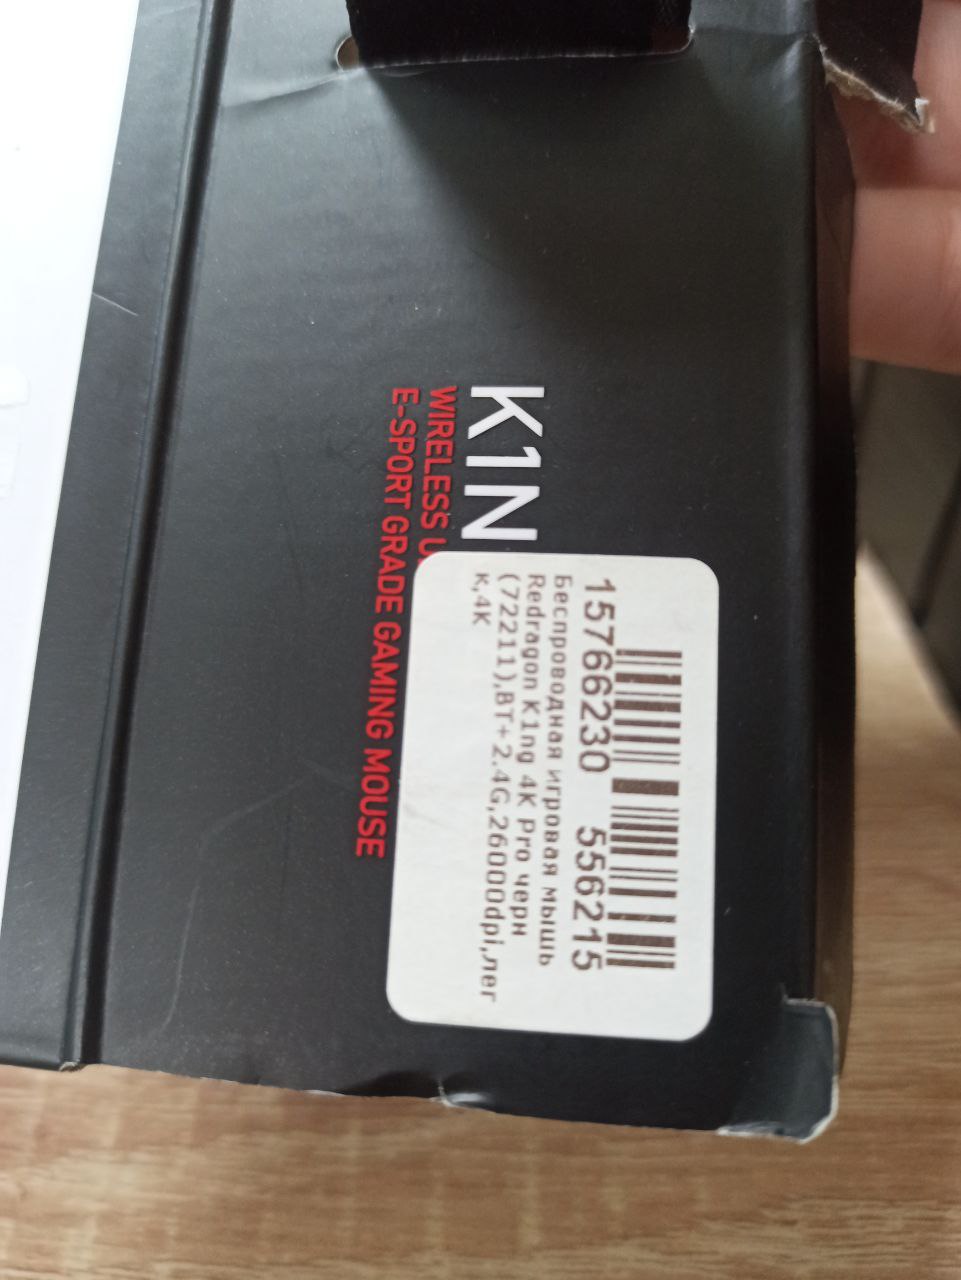 K1N
WIRELESS U
E-SPORT GRADE GAMING MOUSE
15766230 556215
Беспроводная игровая мышь
Redragon K1ng 4K Pro черн
(72211),BT+2.4G,26000dpi,лег
к,4K